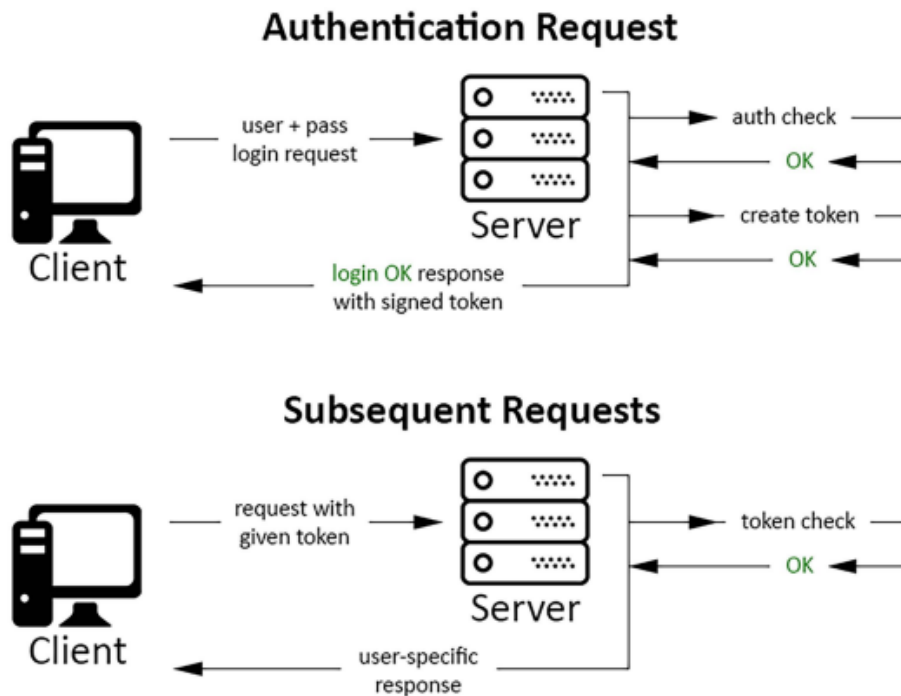 Authentication Request
user + pass
login request
auth check
OK
Server
create token
Client
OK
login OK response
with signed token
Subsequent Requests
request with
given token
token check
OK
Server
Client
user-specific
response